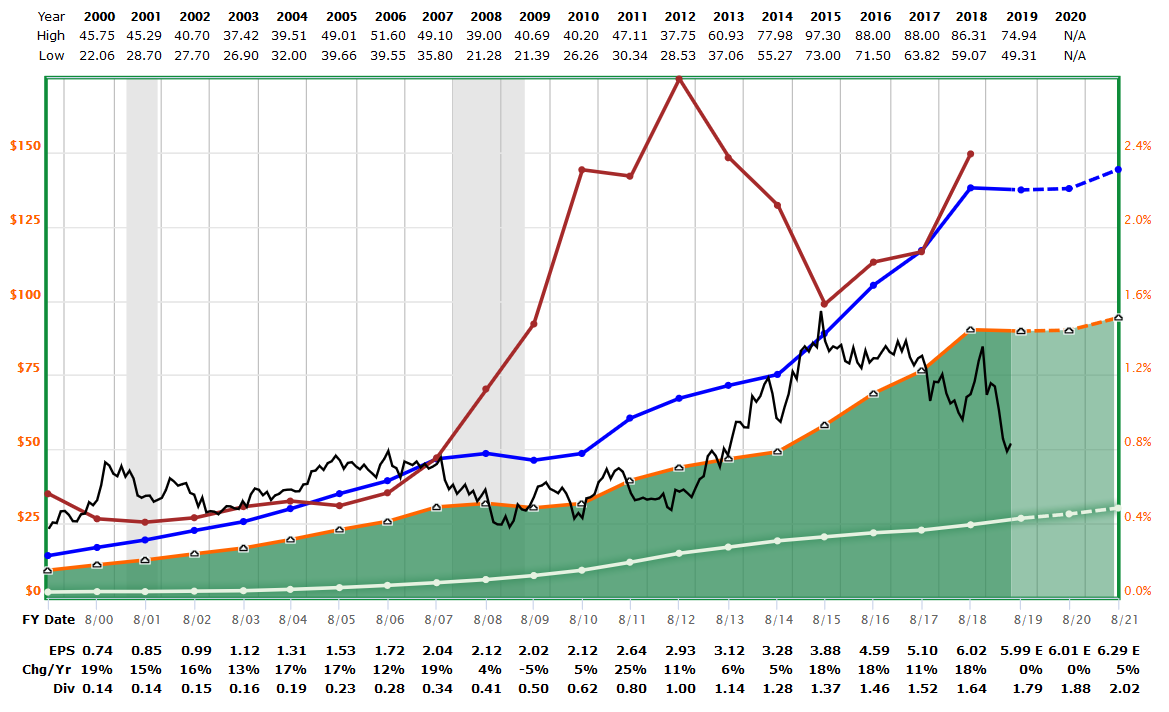 Year 2000 2001 2002 2003 2004 2005 2006 2007 2008 2009 2010 2011 2012 2013 2014 2015 2016 2017 2018 2019 2020
High 45.75 45.29 40.70 37.42 39.51 49.01 51.60 49.10 39.00 40.69 40.20 47.11 37.75 60.93 77.98 97.30 88.00 88.00 86.31 74.94 N/A
Low 22.06 28.70 27.70 26.90 32.00 39.66 39.55 35.80 21.28 21.39 26.26 30.34 28.53 37.06 55.27 73.00 71.50 63.82 59.07 49.31 N/A
$150 2.4%
$125 2.0%
$100 1.6%
$75 1.2%
$50 0.8%
$25 0.4%
$0 0.0%
FY Date 8/00 8/01 8/02 8/03 8/04 8/05 8/06 8/07 8/08 8/09 8/10 8/11 8/12 8/13 8/14 8/15 8/16 8/17 8/18 8/19 8/20 8/21
EPS 0.74 0.85 0.99 1.12 1.31 1.53 1.72 2.04 2.12 2.02 2.12 2.64 2.93 3.12 3.28 3.88 4.59 5.10 6.02 5.99 E 6.01 E 6.29 E
Chg/Yr 19% 15% 16% 13% 17% 17% 12% 19% 4% -5% 5% 25% 11% 6% 5% 18% 18% 11% 18% 0% 0% 5%
Div 0.14 0.14 0.15 0.16 0.19 0.23 0.28 0.34 0.41 0.50 0.62 0.80 1.00 1.14 1.28 1.37 1.46 1.52 1.64 1.79 1.88 2.02